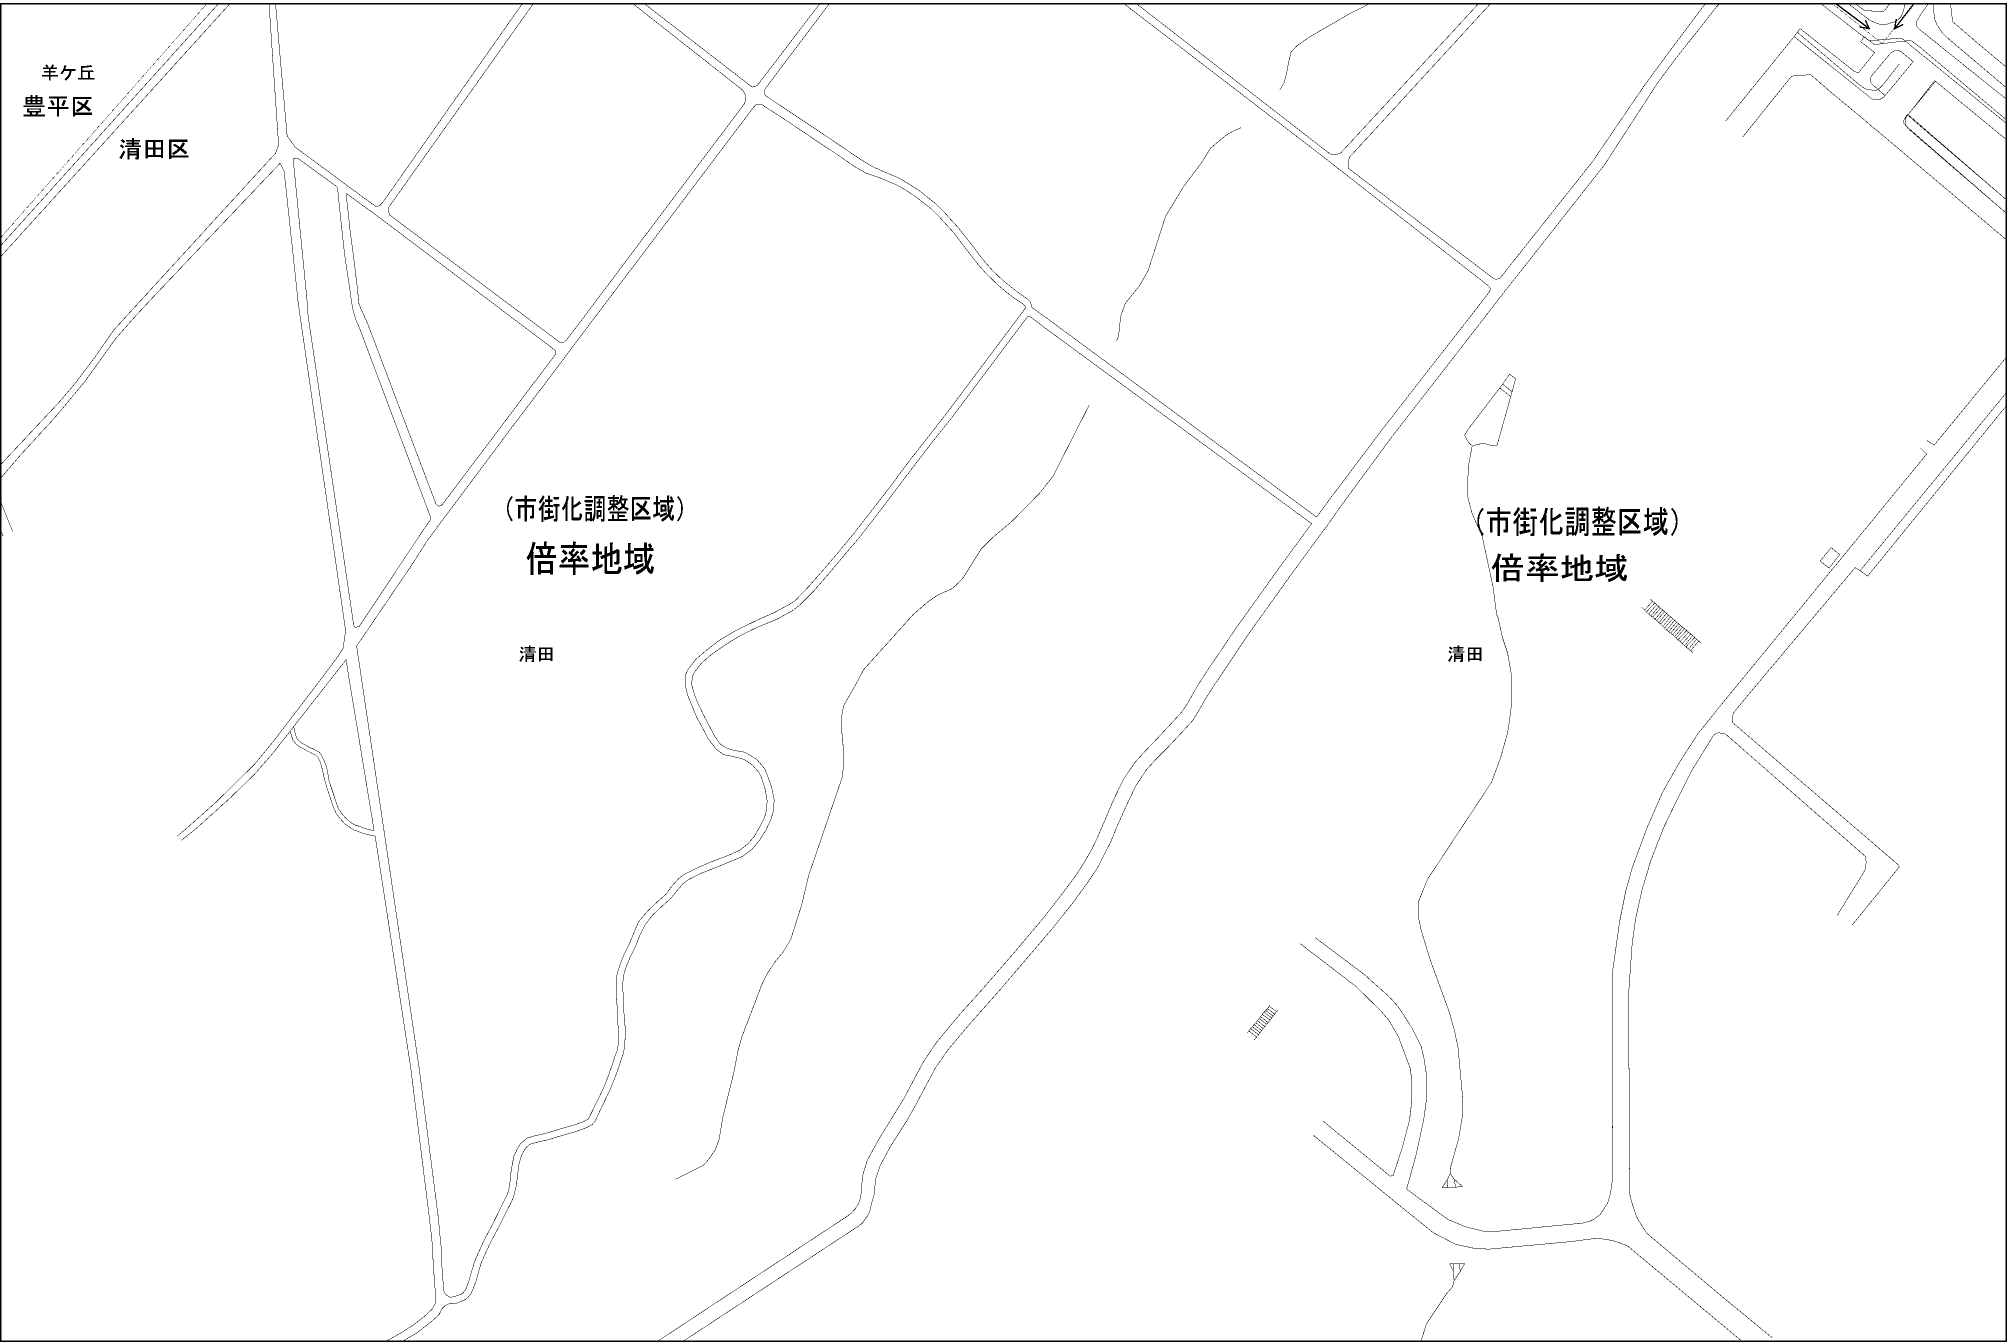 羊ケ丘
豊平区
清田区
（市街化調整区域）
倍率地域
清田
（市街化調整区域）
倍率地域
清田